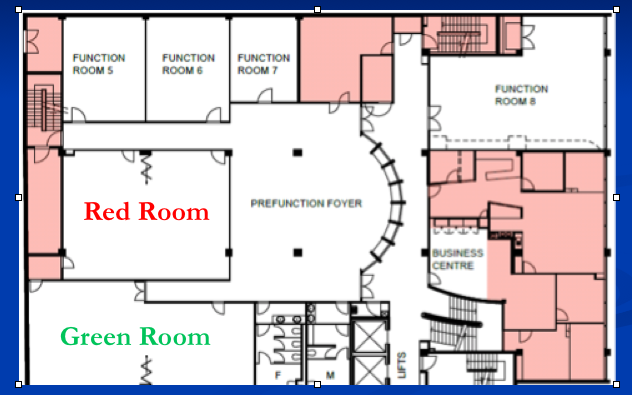 FUNCTION
ROOM 5
FUNCTION
ROOM 6
FUNCTION
ROOM 7
FUNCTION
ROOM 8
Red Room
PREFUNCTION FOYER
BUSINESS
CENTRE
Green Room
F
M
LIFTS